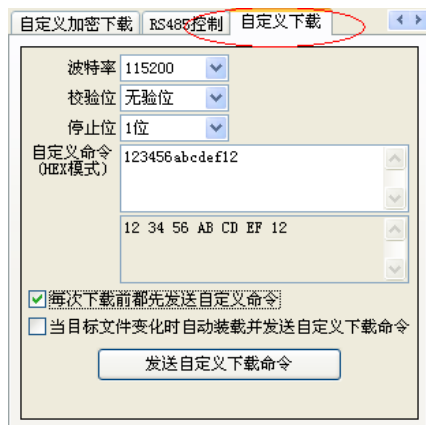 自定义加密下载 RS485控制 自定义下载
波特率 115200
校验位 无验位
停止位 1位
自定义命令
(HEX模式)
123456abcdef12
12 34 56 AB CD EF 12
每次下载前都先发送自定义命令
当目标文件变化时自动装载并发送自定义下载命令
发送自定义下载命令